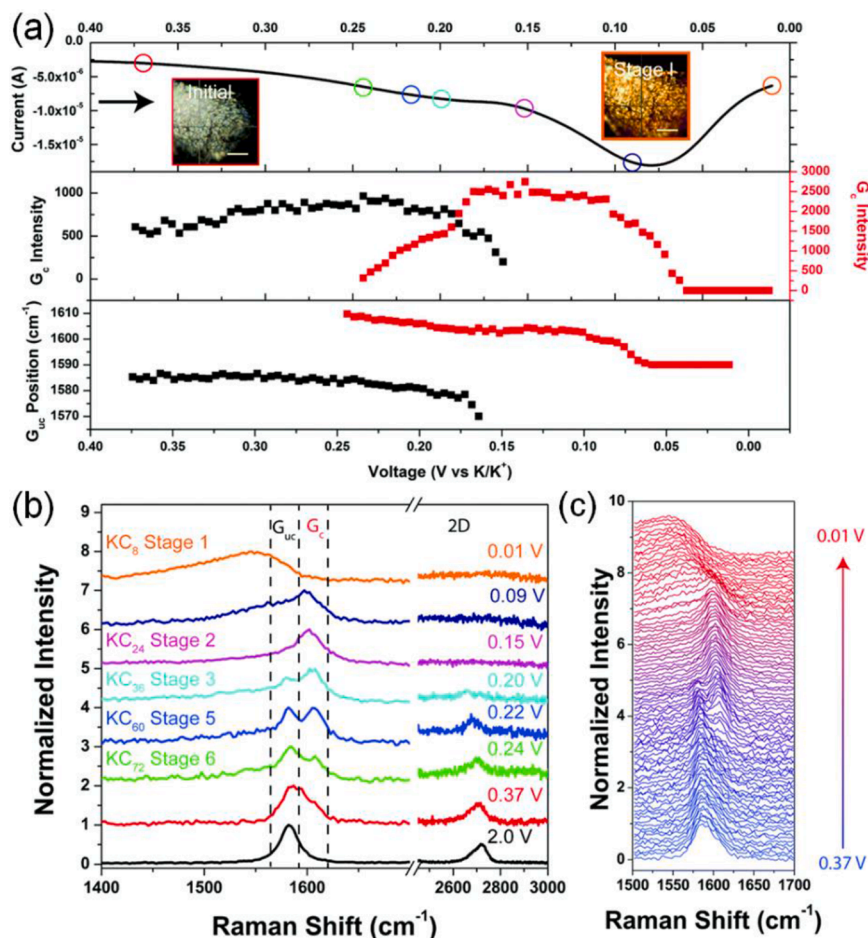 (a)
0.40 0.35 0.30 0.25 0.20 0.15 0.10 0.05 0.00
Current (A)
0.0
-5.0x10⁻⁶
-1.0x10⁻⁵
-1.5x10⁻⁵
Initial
Stage I
G_c Intensity
1000
500
0
3000
2500
2000
1500
1000
500
0
G_c Intensity
G_uc Position (cm⁻¹)
1610
1600
1590
1580
1570
0.40 0.35 0.30 0.25 0.20 0.15 0.10 0.05 0.00
Voltage (V vs K/K⁺)
(b)
Normalized Intensity
9
8
7
6
5
4
3
2
1
0
G_uc G_c 2D
KC₈ Stage 1 0.01 V
0.09 V
KC₂₄ Stage 2 0.15 V
KC₃₆ Stage 3 0.20 V
KC₆₀ Stage 5 0.22 V
KC₇₂ Stage 6 0.24 V
0.37 V
2.0 V
1400 1500 1600 2600 2800 3000
Raman Shift (cm⁻¹)
(c)
Normalized Intensity
10
8
6
4
2
0
0.01 V
0.37 V
1500 1550 1600 1650 1700
Raman Shift (cm⁻¹)